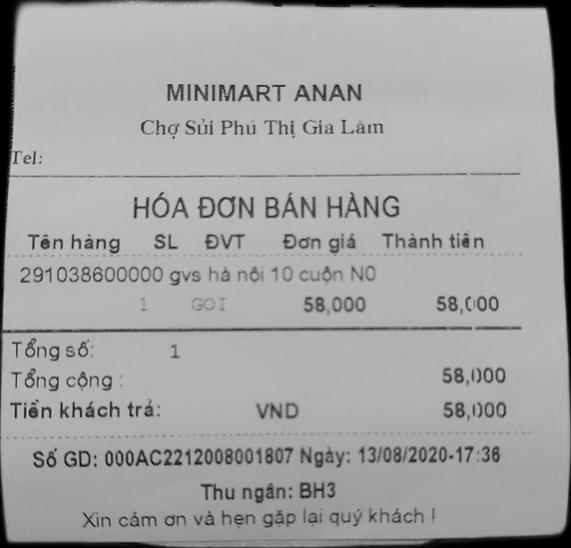 MINIMART ANAN
Chợ Sủi Phú Thị Gia Lâm
Tel:
HÓA ĐƠN BÁN HÀNG
Tên hàng SL ĐVT Đơn giá Thành tiền
291038600000 gvs hà nội 10 cuộn N0
1 GOI 58,000 58,000
Tổng số: 1
Tổng cộng : 58,000
Tiền khách trả: VND 58,000
Số GD: 000AC2212008001807 Ngày: 13/08/2020-17:36
Thu ngân: BH3
Xin cám ơn và hẹn gặp lại quý khách !